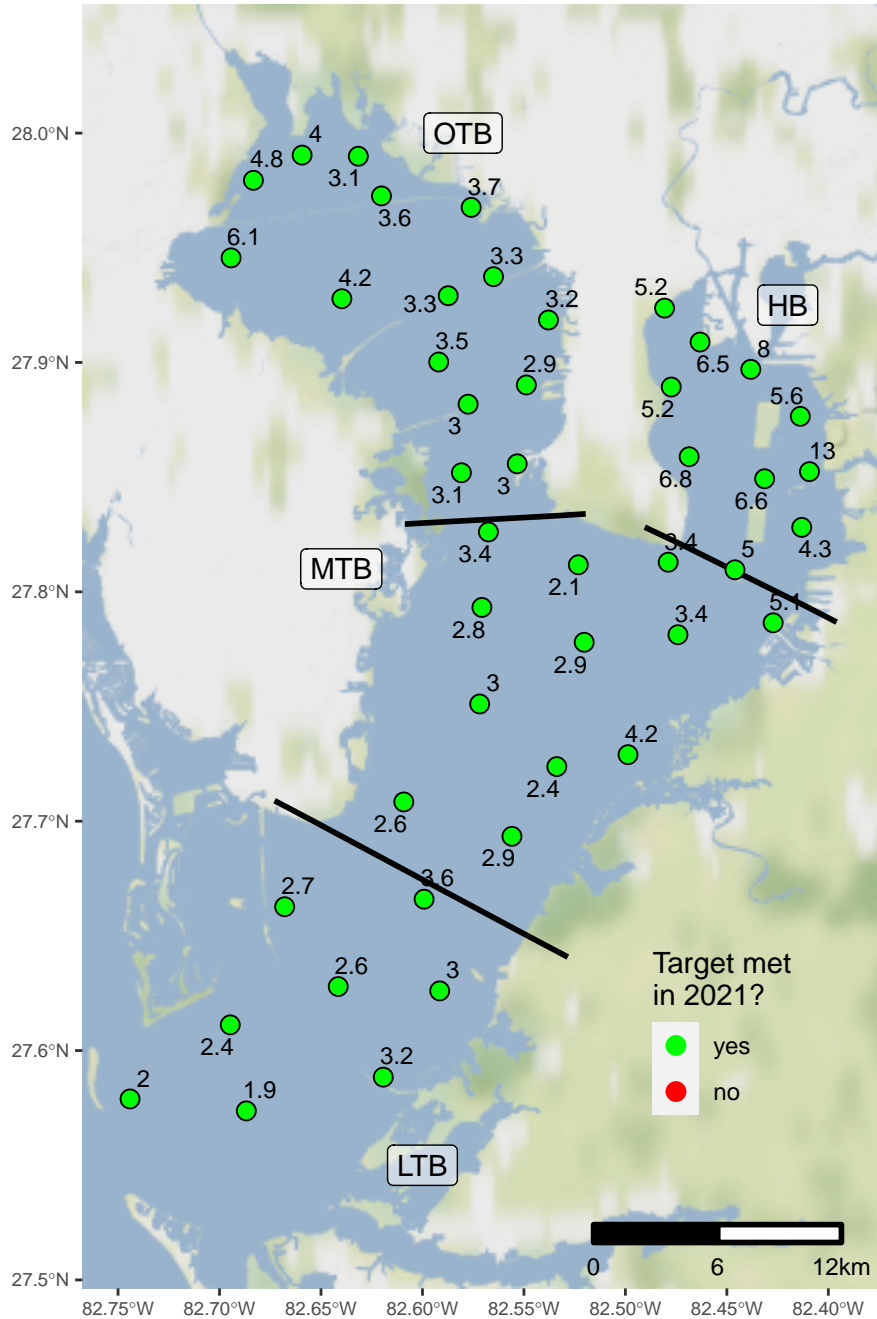 28.0°N
27.9°N
27.8°N
27.7°N
27.6°N
27.5°N
OTB
4
4.8
3.1
3.6
3.7
6.1
3.3
4.2
3.3
3.2
5.2
HB
3.5
2.9
6.5
8
5.2
5.6
3
3.1
3
6.8
13
6.6
4.3
3.4
MTB
3.4
5
2.1
2.8
5.1
3.4
2.9
3
4.2
2.4
2.6
2.9
3.6
2.7
2.6
3
2.4
3.2
2
1.9
LTB
Target met
in 2021?
yes
no
0 6 12km
82.75°W 82.70°W 82.65°W 82.60°W 82.55°W 82.50°W 82.45°W 82.40°W